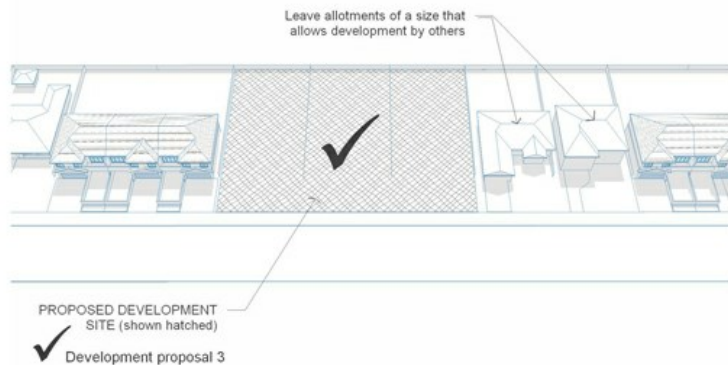 Leave allotments of a size that
allows development by others
PROPOSED DEVELOPMENT
SITE (shown hatched)
Development proposal 3